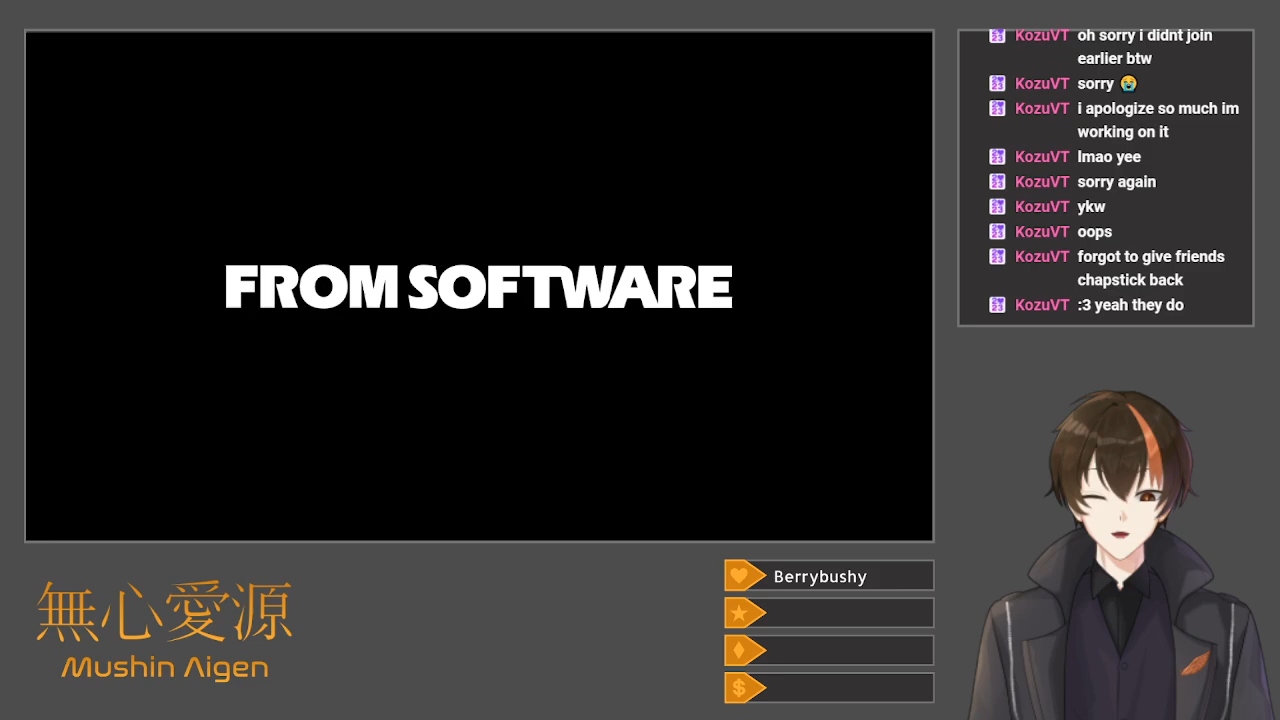 FROM SOFTWARE
KozuVT oh sorry i didnt join
earlier btw
KozuVT sorry 😭
KozuVT i apologize so much im
working on it
KozuVT lmao yee
KozuVT sorry again
KozuVT ykw
KozuVT oops
KozuVT forgot to give friends
chapstick back
KozuVT :3 yeah they do
Berrybushy
$
無心愛源
Mushin Aigen